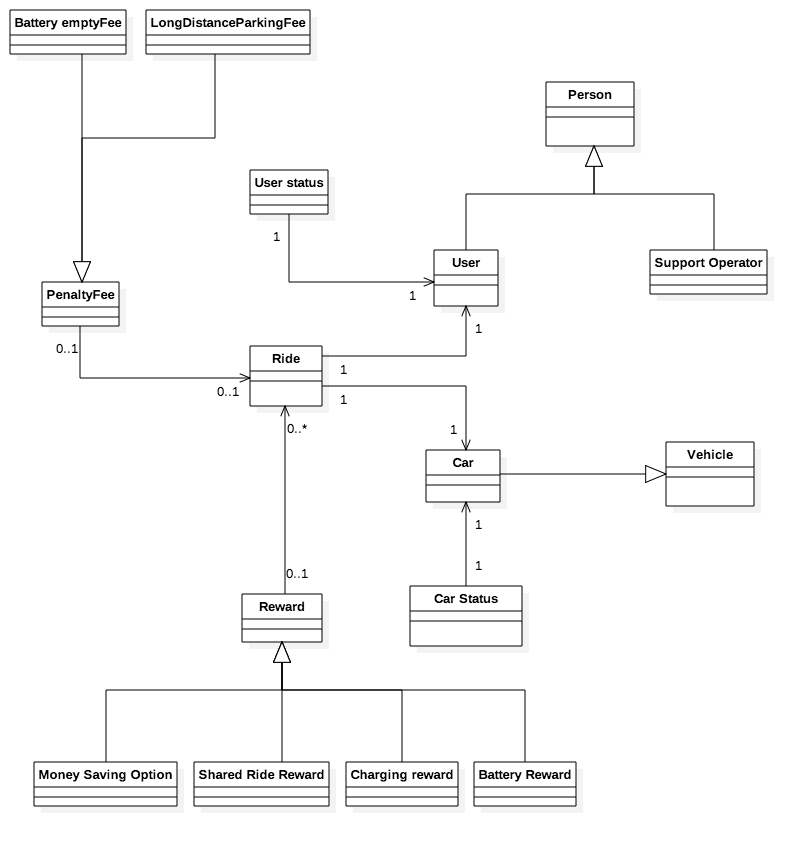 Battery emptyFee
LongDistanceParkingFee
Person
User status
1
User
Support Operator
1
PenaltyFee
1
0..1
Ride
1
0..1
1
0..*
1
Car
Vehicle
1
1
0..1
Reward
Car Status
Money Saving Option
Shared Ride Reward
Charging reward
Battery Reward